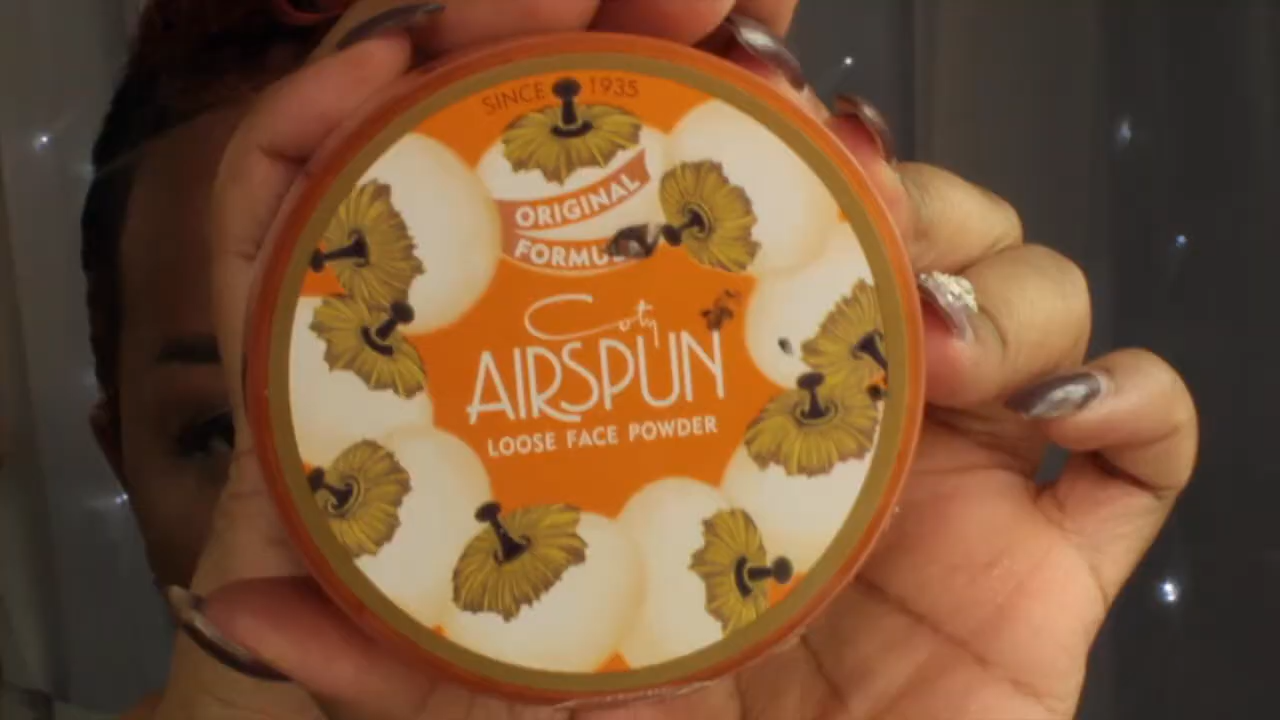 SINCE 1935
ORIGINAL
FORMU
Coty
AIRSPUN
LOOSE FACE POWDER